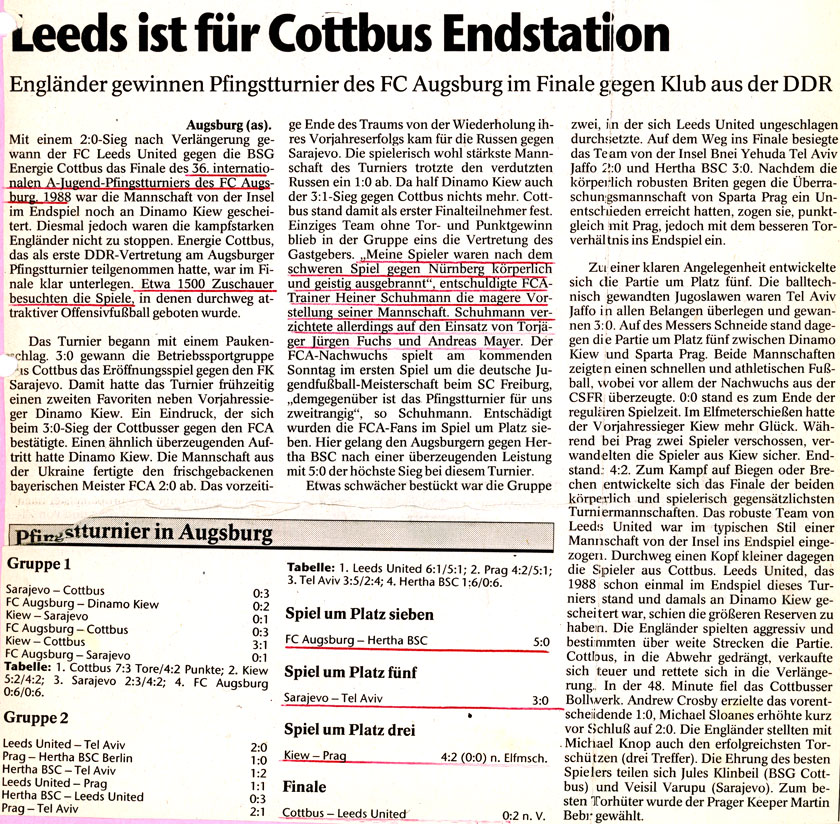 Leeds ist für Cottbus Endstation
Engländer gewinnen Pfingstturnier des FC Augsburg im Finale gegen Klub aus der DDR
Augsburg (as).
Mit einem 2:0-Sieg nach Verlängerung ge-
wann der FC Leeds United gegen die BSG
Energie Cottbus das Finale des 36. internatio-
nalen A-Jugend-Pfingstturniers des FC Augs-
burg. 1988 war die Mannschaft von der Insel
im Endspiel noch an Dinamo Kiew geschei-
tert. Diesmal jedoch waren die kampfstarken
Engländer nicht zu stoppen. Energie Cottbus,
das als erste DDR-Vertretung am Augsburger
Pfingstturnier teilgenommen hatte, war im Fi-
nale klar unterlegen. Etwa 1500 Zuschauer
besuchten die Spiele, in denen durchweg at-
traktiver Offensivfußball geboten wurde.
Das Turnier begann mit einem Pauken-
schlag. 3:0 gewann die Betriebssportgruppe
is Cottbus das Eröffnungsspiel gegen den FK
Sarajevo. Damit hatte das Turnier frühzeitig
einen zweiten Favoriten neben Vorjahressie-
ger Dinamo Kiew. Ein Eindruck, der sich
beim 3:0-Sieg der Cottbusser gegen den FCA
bestätigte. Einen ähnlich überzeugenden Auf-
tritt hatte Dinamo Kiew. Die Mannschaft aus
der Ukraine fertigte den frischgebackenen
bayerischen Meister FCA 2:0 ab. Das vorzeiti-
ge Ende des Traums von der Wiederholung ih-
res Vorjahreserfolgs kam für die Russen gegen
Sarajevo. Die spielerisch wohl stärkste Mann-
schaft des Turniers trotzte den verdutzten
Russen ein 1:0 ab. Da half Dinamo Kiew auch
der 3:1-Sieg gegen Cottbus nichts mehr. Cott-
bus stand damit als erster Finalteilnehmer fest.
Einziges Team ohne Tor- und Punktgewinn
blieb in der Gruppe eins die Vertretung des
Gastgebers. „Meine Spieler waren nach dem
schweren Spiel gegen Nürnberg körperlich
und geistig ausgebrannt", entschuldigte FCA-
Trainer Heiner Schuhmann die magere Vor-
stellung seiner Mannschaft. Schuhmann ver-
zichtete allerdings auf den Einsatz von Torjä-
ger Jürgen Fuchs und Andreas Mayer. Der
FCA-Nachwuchs spielt am kommenden
Sonntag im ersten Spiel um die deutsche Ju-
gendfußball-Meisterschaft beim SC Freiburg,
„demgegenüber ist das Pfingstturnier für uns
zweitrangig", so Schuhmann. Entschädigt
wurden die FCA-Fans im Spiel um Platz sie-
ben. Hier gelang den Augsburgern gegen Her-
tha BSC nach einer überzeugenden Leistung
mit 5:0 der höchste Sieg bei diesem Turnier.
Etwas schwächer bestückt war die Gruppe
zwei, in der sich Leeds United ungeschlagen
durchsetzte. Auf dem Weg ins Finale besiegte
das Team von der Insel Bnei Yehuda Tel Aviv
Jaffo 2:0 und Hertha BSC 3:0. Nachdem die
körperlich robusten Briten gegen die Überra-
schungsmannschaft von Sparta Prag ein Un-
entschieden erreicht hatten, zogen sie, punkt-
gleich mit Prag, jedoch mit dem besseren Tor-
verhältnis ins Endspiel ein.
Zu einer klaren Angelegenheit entwickelte
sich die Partie um Platz fünf. Die balltech-
nisch gewandten Jugoslawen waren Tel Aviv
Jaffo in allen Belangen überlegen und gewan-
nen 3:0. Auf des Messers Schneide stand dage-
gen die Partie um Platz fünf zwischen Dinamo
Kiew und Sparta Prag. Beide Mannschaften
zeigten einen schnellen und athletischen Fuß-
ball, wobei vor allem der Nachwuchs aus der
CSFR überzeugte. 0:0 stand es zum Ende der
regulären Spielzeit. Im Elfmeterschießen hatte
der Vorjahressieger Kiew mehr Glück. Wäh-
rend bei Prag zwei Spieler verschossen, ver-
wandelten die Spieler aus Kiew sicher. End-
stand: 4:2. Zum Kampf auf Biegen oder Bre-
chen entwickelte sich das Finale der beiden
körperlich und spielerisch gegensätzlichsten
Turniermannschaften. Das robuste Team von
Leeds United war im typischen Stil einer
Mannschaft von der Insel ins Endspiel einge-
zogen. Durchweg einen Kopf kleiner dagegen
die Spieler aus Cottbus. Leeds United, das
1988 schon einmal im Endspiel dieses Tur-
niers stand und damals an Dinamo Kiew ge-
scheitert war, schien die größeren Reserven zu
haben. Die Engländer spielten aggressiv und
bestimmten über weite Strecken die Partie.
Cottbus, in die Abwehr gedrängt, verkaufte
sich teuer und rettete sich in die Verlänge-
rung. In der 48. Minute fiel das Cottbusser
Bollwerk. Andrew Crosby erzielte das vorent-
scheidende 1:0, Michael Sloanes erhöhte kurz
vor Schluß auf 2:0. Die Engländer stellten mit
Michael Knop auch den erfolgreichsten Tor-
schützen (drei Treffer). Die Ehrung des besten
Spielers teilen sich Jules Klinbeil (BSG Cott-
bus) und Veisil Varupu (Sarajevo). Zum be-
sten Torhüter wurde der Prager Keeper Martin
Bebr gewählt.
Pfingstturnier in Augsburg
Gruppe 1
Sarajevo – Cottbus 0:3
FC Augsburg – Dinamo Kiew 0:2
Kiew – Sarajevo 0:1
FC Augsburg – Cottbus 0:3
Kiew – Cottbus 3:1
FC Augsburg – Sarajevo 0:1
Tabelle: 1. Cottbus 7:3 Tore/4:2 Punkte; 2. Kiew
5:2/4:2; 3. Sarajevo 2:3/4:2; 4. FC Augsburg
0:6/0:6.
Gruppe 2
Leeds United – Tel Aviv 2:0
Prag – Hertha BSC Berlin 1:0
Hertha BSC – Tel Aviv 1:2
Leeds United – Prag 1:1
Hertha BSC – Leeds United 0:3
Prag – Tel Aviv 2:1
Tabelle: 1. Leeds United 6:1/5:1; 2. Prag 4:2/5:1;
3. Tel Aviv 3:5/2:4; 4. Hertha BSC 1:6/0:6.
Spiel um Platz sieben
FC Augsburg – Hertha BSC 5:0
Spiel um Platz fünf
Sarajevo – Tel Aviv 3:0
Spiel um Platz drei
Kiew – Prag 4:2 (0:0) n. Elfmsch.
Finale
Cottbus – Leeds United 0:2 n. V.